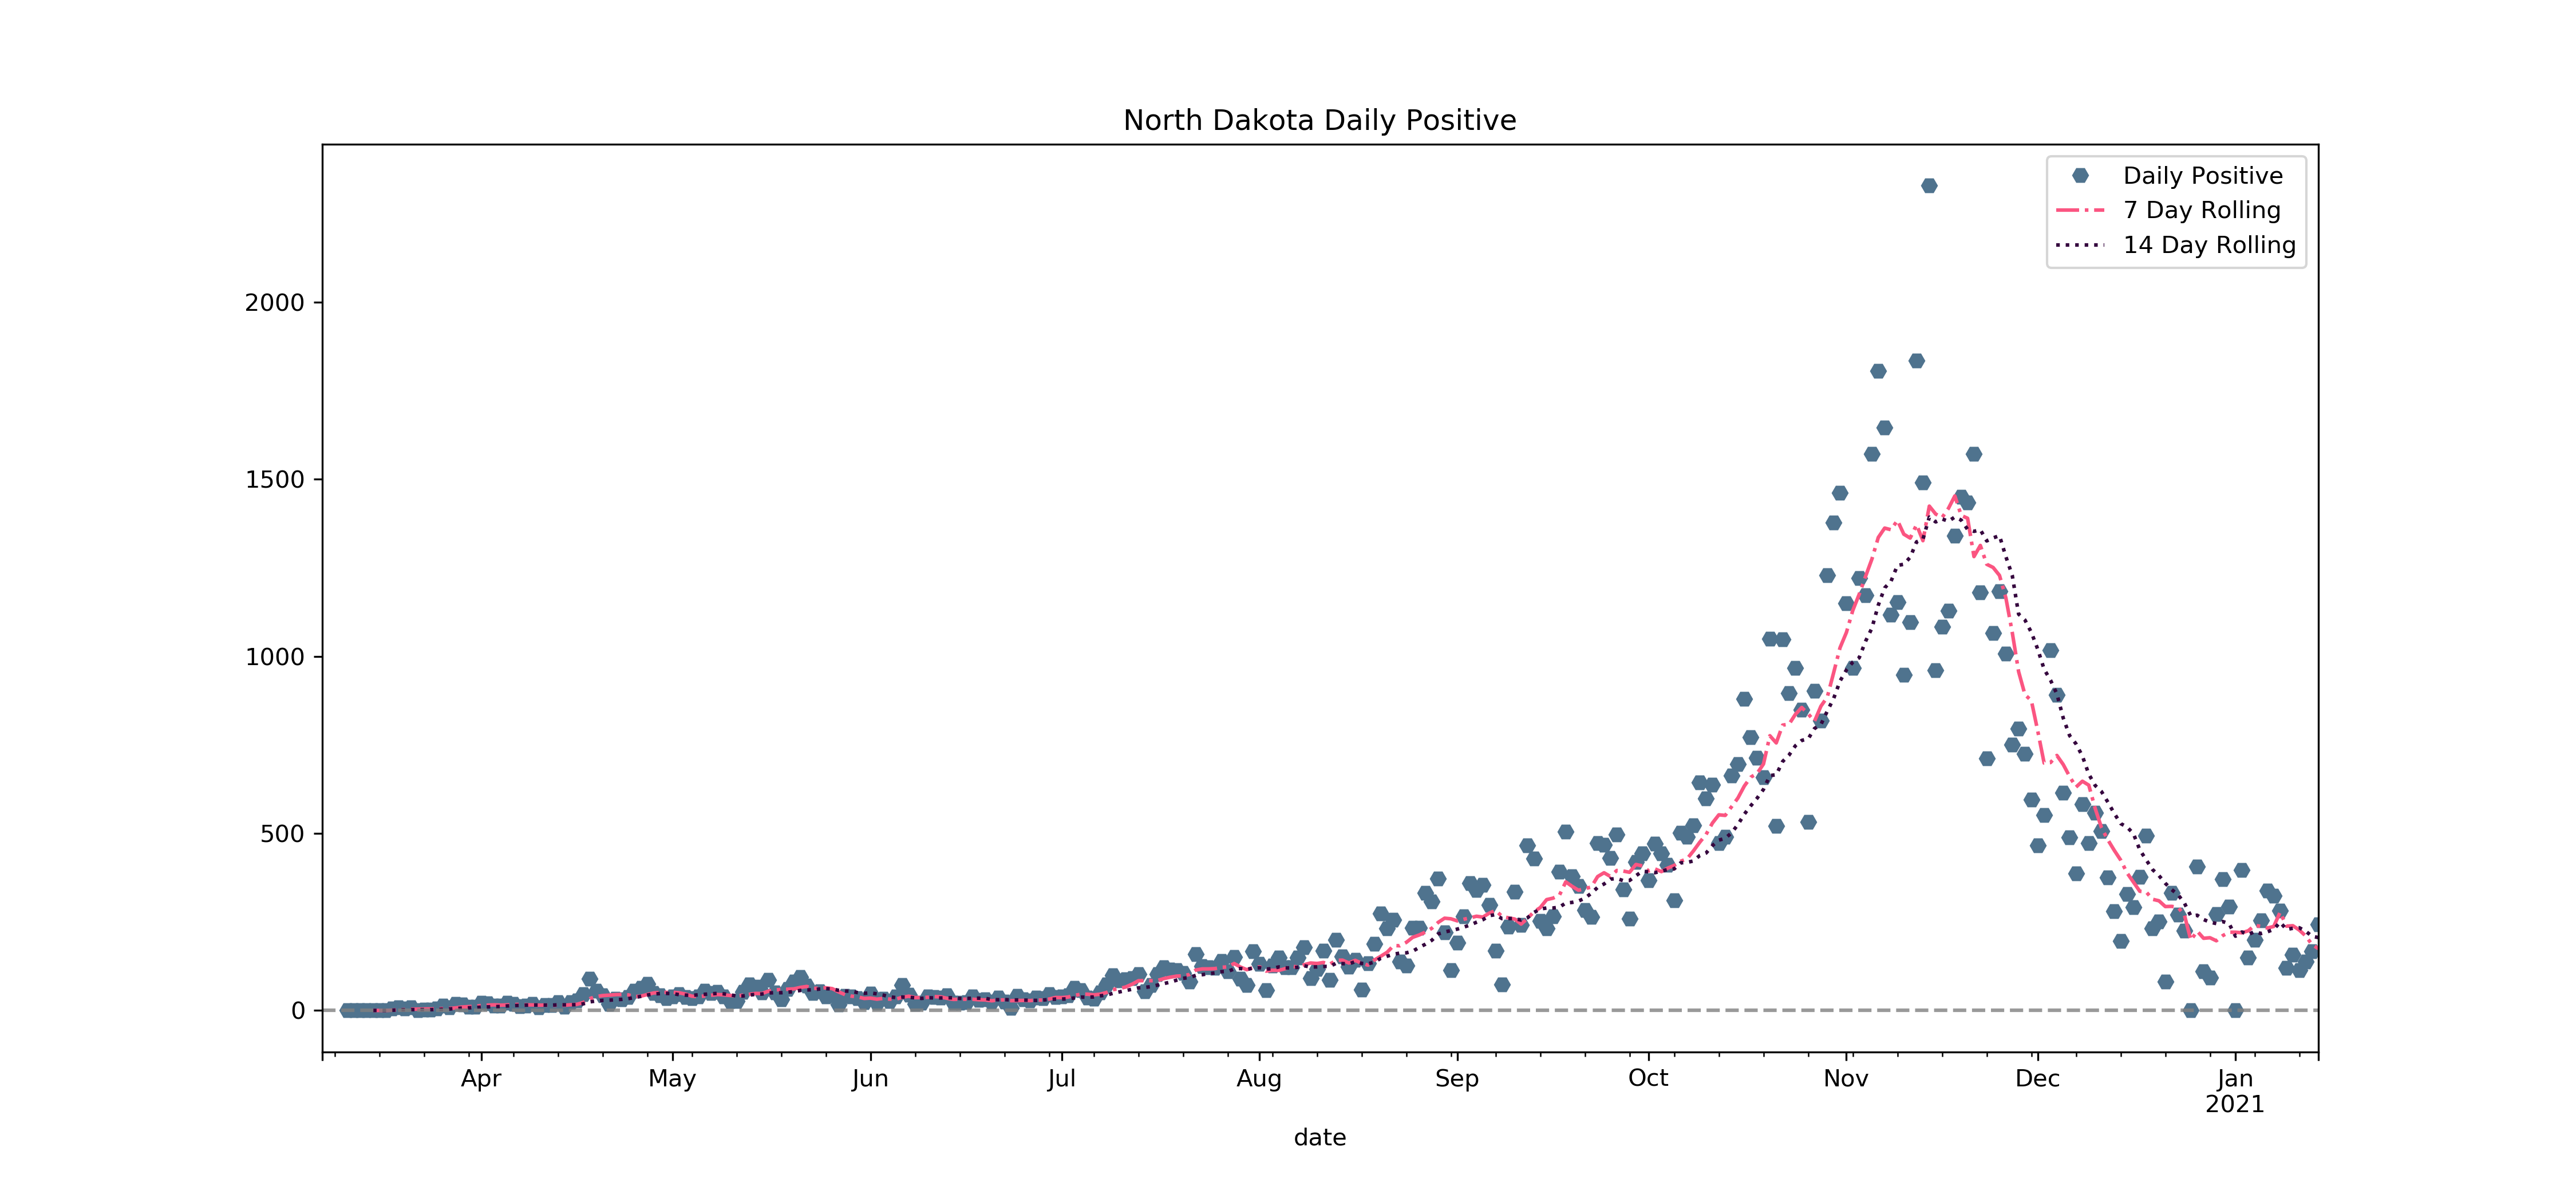 North Dakota Daily Positive
Daily Positive
7 Day Rolling
14 Day Rolling
2000
1500
1000
500
0
Apr May Jun Jul Aug Sep Oct Nov Dec Jan
2021
date